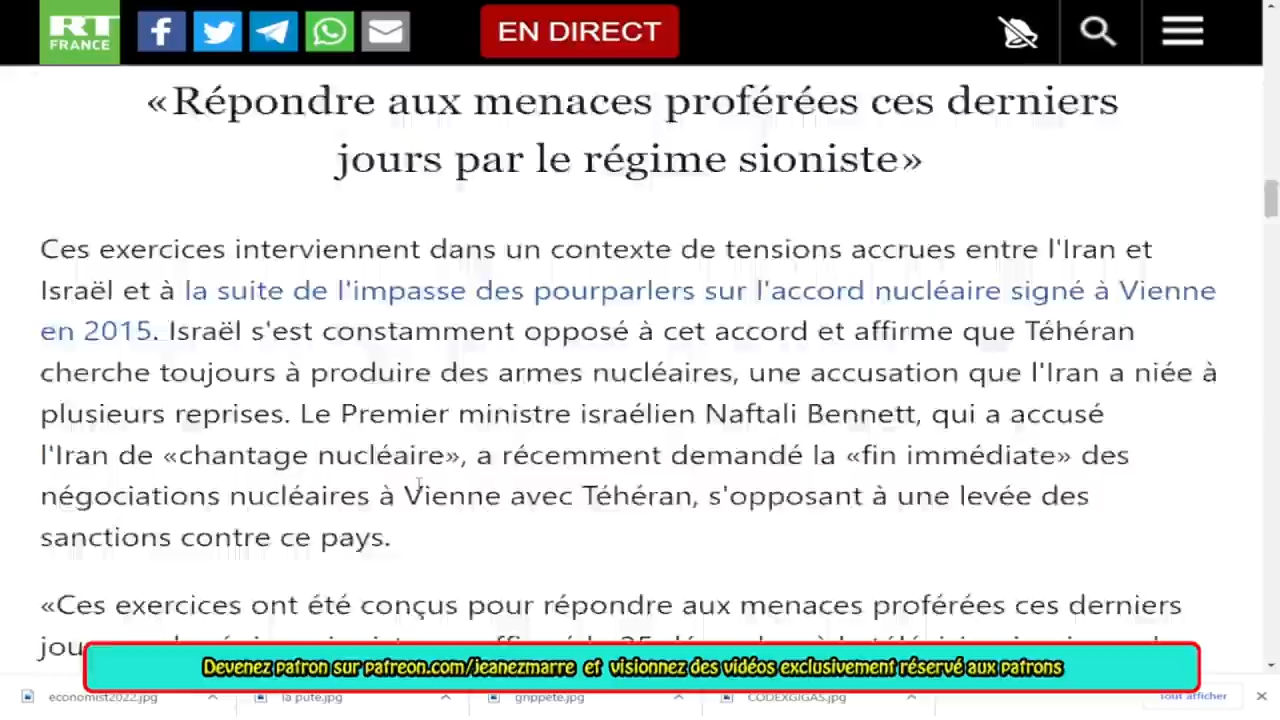 RT
FRANCE
EN DIRECT
«Répondre aux menaces proférées ces derniers
jours par le régime sioniste»
Ces exercices interviennent dans un contexte de tensions accrues entre l'Iran et
Israël et à la suite de l'impasse des pourparlers sur l'accord nucléaire signé à Vienne
en 2015. Israël s'est constamment opposé à cet accord et affirme que Téhéran
cherche toujours à produire des armes nucléaires, une accusation que l'Iran a niée à
plusieurs reprises. Le Premier ministre israélien Naftali Bennett, qui a accusé
l'Iran de «chantage nucléaire», a récemment demandé la «fin immédiate» des
négociations nucléaires à Vienne avec Téhéran, s'opposant à une levée des
sanctions contre ce pays.
«Ces exercices ont été conçus pour répondre aux menaces proférées ces derniers
Devenez patron sur patreon.com/jeanezmarre et visionnez des vidéos exclusivement réservé aux patrons
economist2022.jpg
la pute.jpg
grippete.jpg
CODEXGIGAS.jpg
Tout afficher